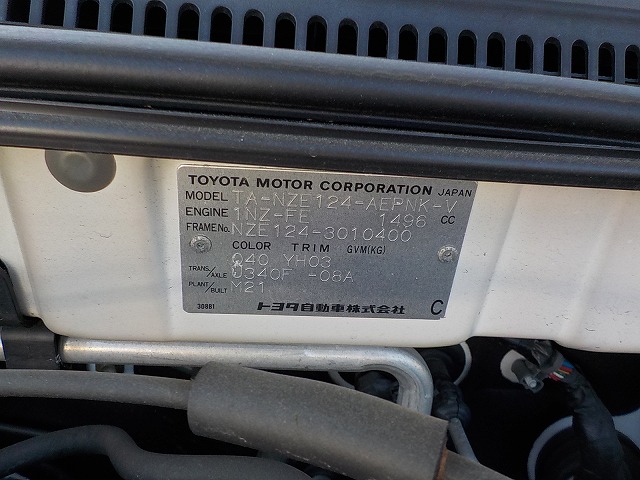 TOYOTA MOTOR CORPORATION JAPAN
MODEL TA-NZE124-AEPNK-V
ENGINE 1NZ-FE 1496 CC
FRAME No. NZE124-3010400
COLOR TRIM GVM(KG)
040 YH03
TRANS./AXLE U340F -08A
PLANT/BUILT M21
30881 トヨタ自動車株式会社 C